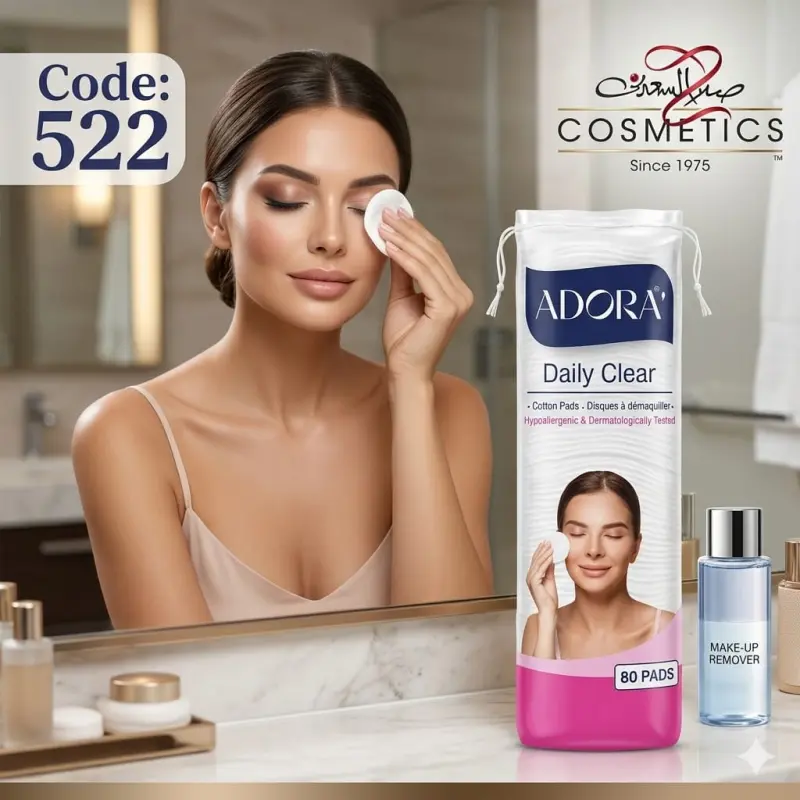 Code:
522
COSMETICS
TM
Since 1975
ADORA
®
Daily Clear
• Cotton Pads • Disques à démaquiller•
Hypoallergenic & Dermatologically Tested
80 PADS
MAKE-UP
REMOVER